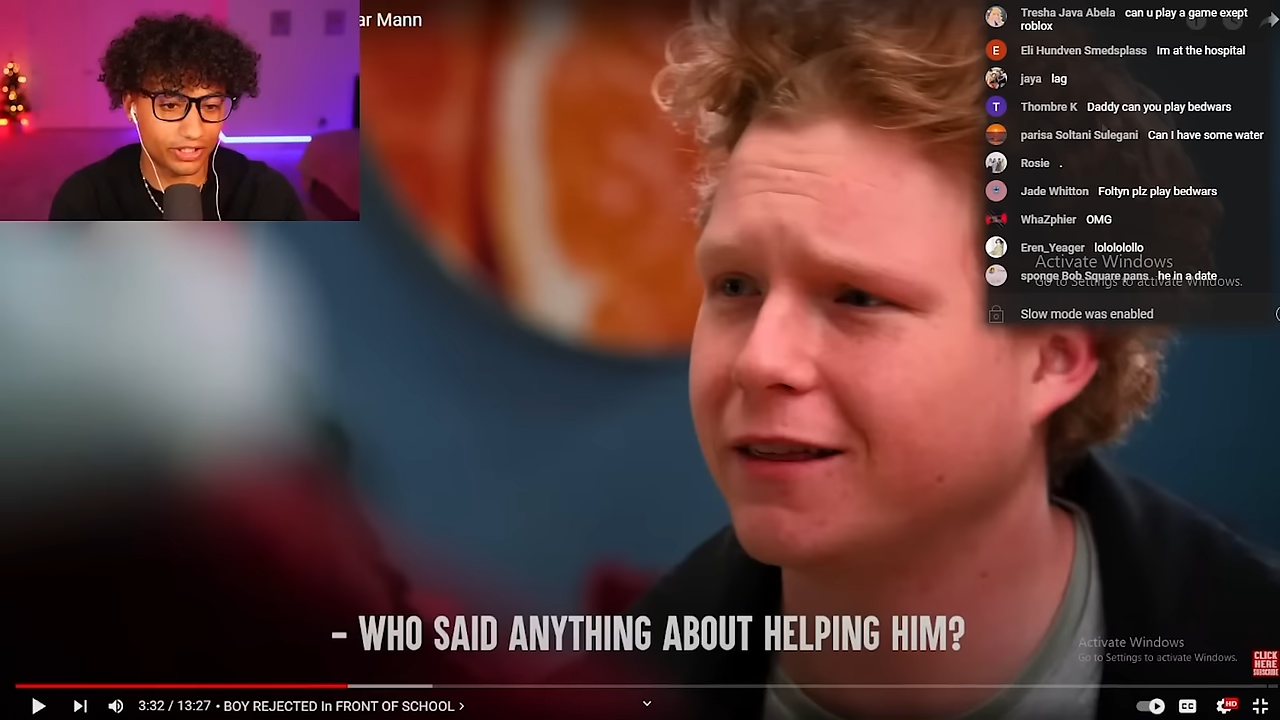 ar Mann
Tresha Java Abela can u play a game exept
roblox
E Eli Hundven Smedsplass Im at the hospital
jaya lag
T Thombre K Daddy can you play bedwars
parisa Soltani Sulegani Can I have some water
Rosie .
Jade Whitton Foltyn plz play bedwars
WhaZphier OMG
Eren_Yeager lolololollo
Activate Windows
sponge Bob Square pans he in a date
Go to Settings to activate Windows.
Slow mode was enabled
- WHO SAID ANYTHING ABOUT HELPING HIM?
Activate Windows
Go to Settings to activate Windows.
CLICK
HERE
SUBSCRIBE
3:32 / 13:27 • BOY REJECTED In FRONT OF SCHOOL >
CC
HD